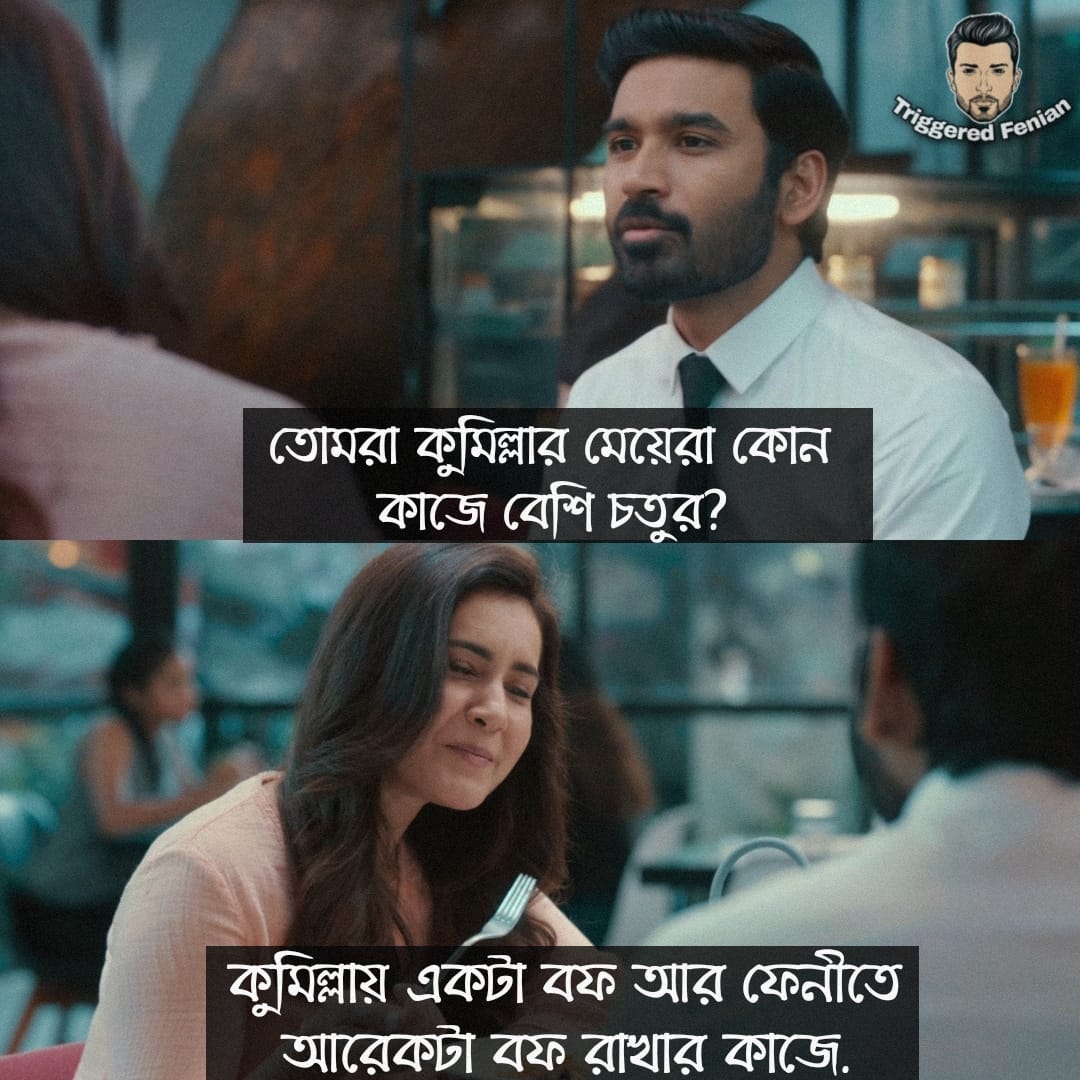 Triggered Fenian
তোমরা কুমিল্লার মেয়েরা কোন
কাজে বেশি চতুর?
কুমিল্লায় একটা বফ আর ফেনীতে
আরেকটা বফ রাখার কাজে.